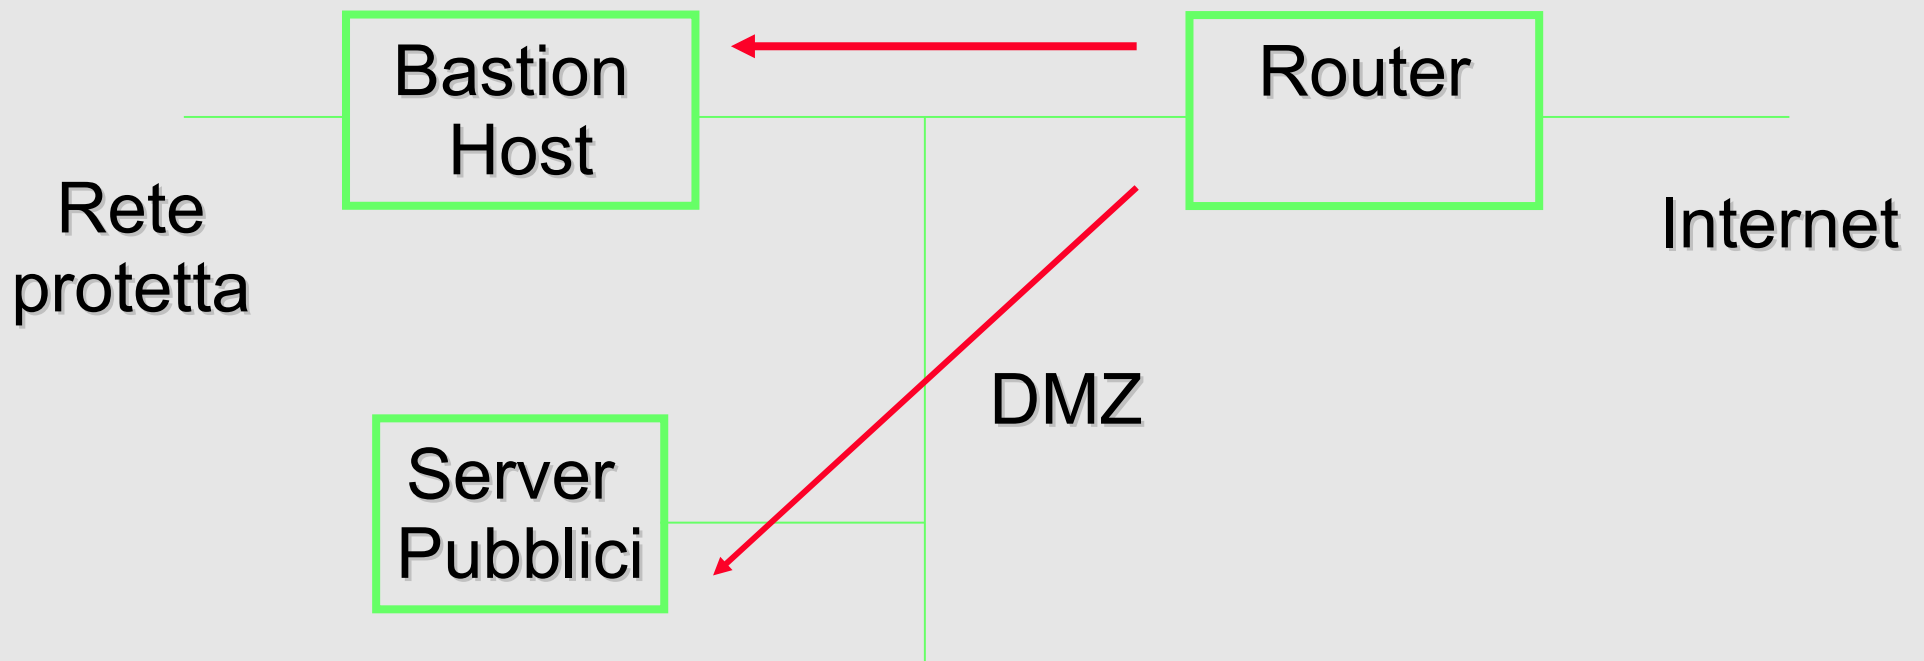 Bastion
Host
Router
Rete
protetta
Internet
DMZ
Server
Pubblici